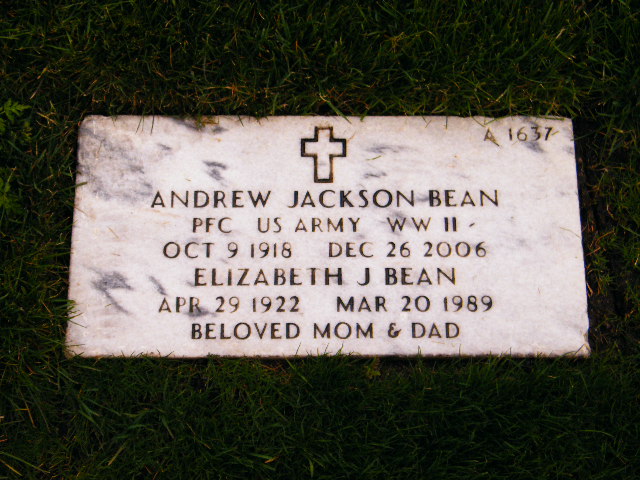 A 1637
ANDREW JACKSON BEAN
PFC US ARMY WW II
OCT 9 1918 DEC 26 2006
ELIZABETH J BEAN
APR 29 1922 MAR 20 1989
BELOVED MOM & DAD